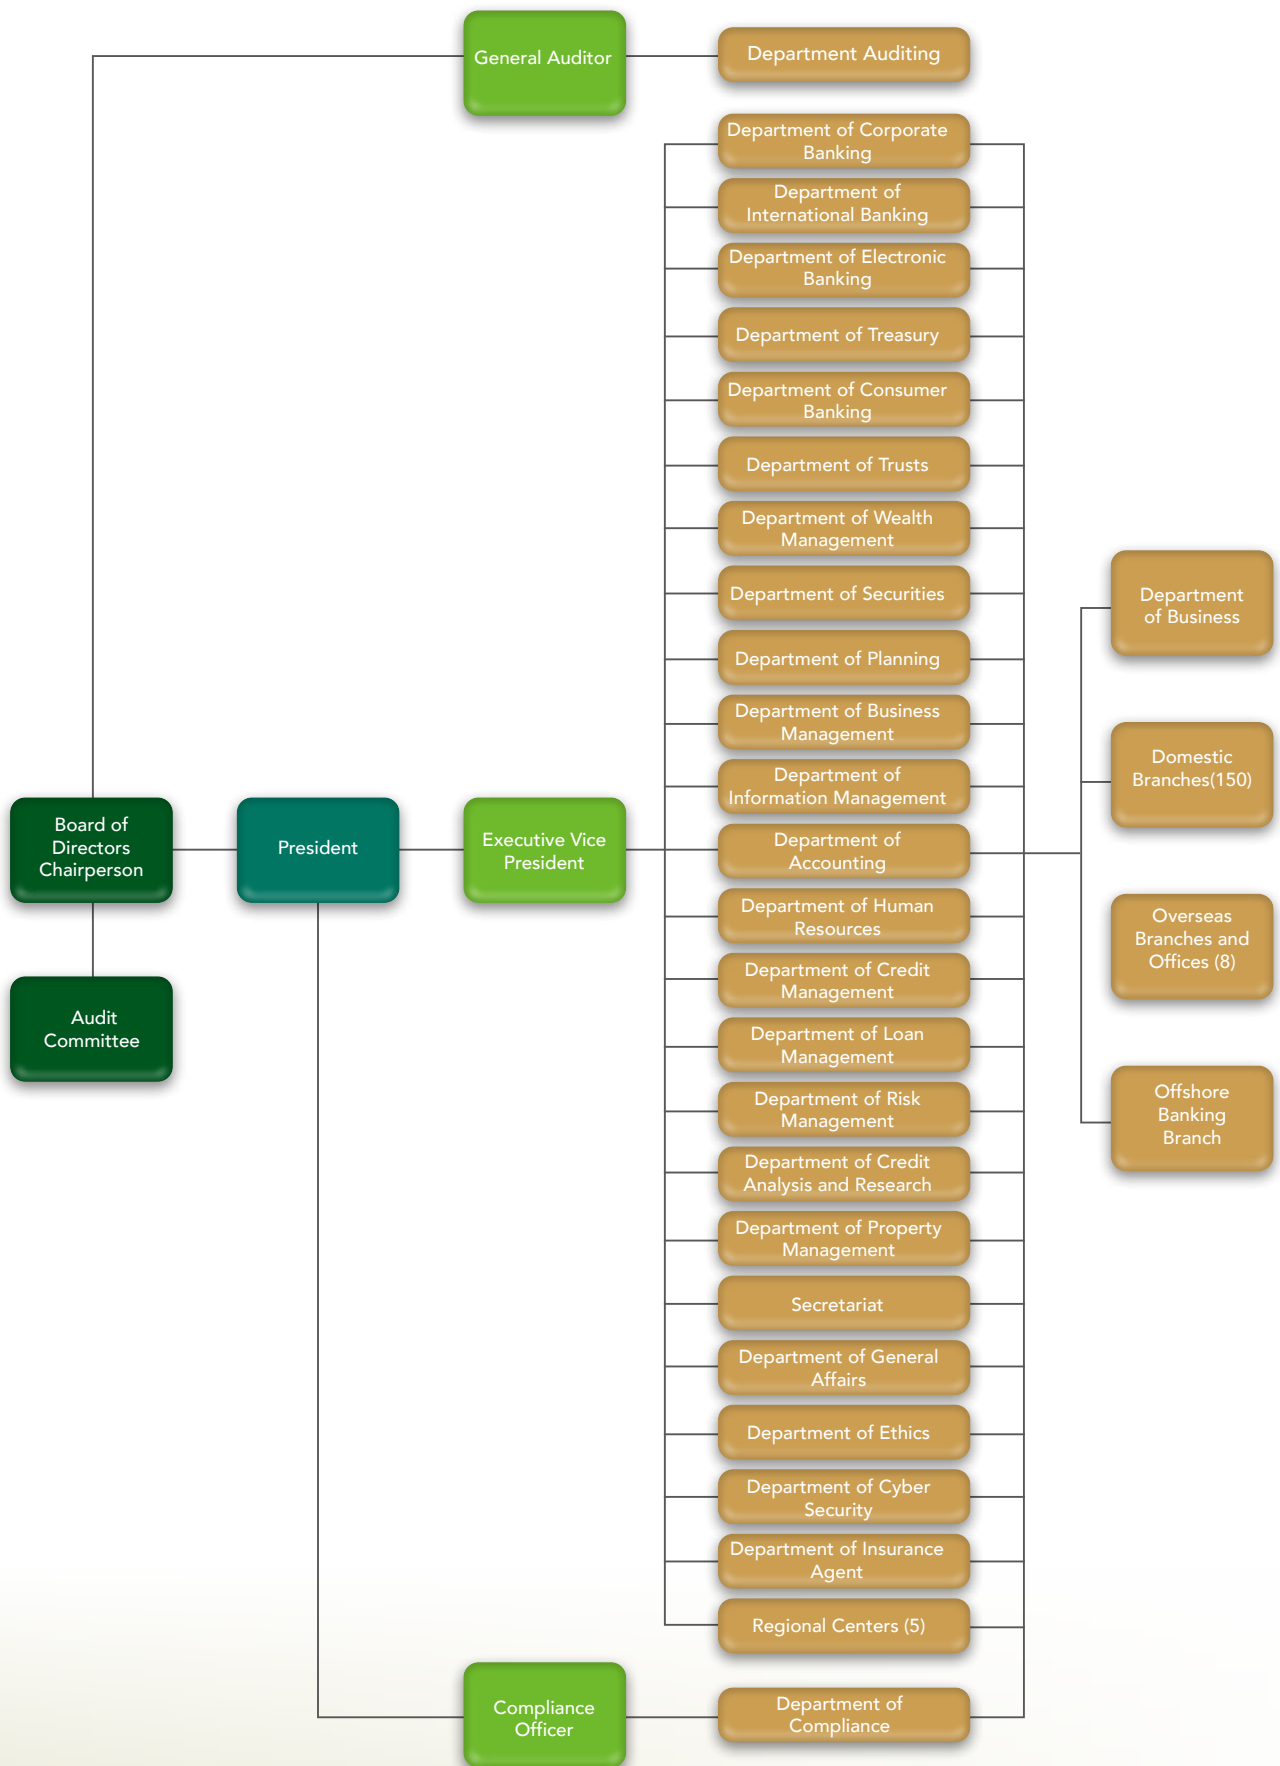 General Auditor
Department Auditing
Department of Corporate
Banking
Department of
International Banking
Department of Electronic
Banking
Department of Treasury
Department of Consumer
Banking
Department of Trusts
Department of Wealth
Management
Department of Securities
Department of Planning
Department of Business
Management
Department of
Information Management
Department of
Accounting
Department of Human
Resources
Department of Credit
Management
Department of Loan
Management
Department of Risk
Management
Department of Credit
Analysis and Research
Department of Property
Management
Secretariat
Department of General
Affairs
Department of Ethics
Department of Cyber
Security
Department of Insurance
Agent
Regional Centers (5)
Department of
Compliance
Board of
Directors
Chairperson
President
Executive Vice
President
Audit
Committee
Compliance
Officer
Department
of Business
Domestic
Branches(150)
Overseas
Branches and
Offices (8)
Offshore
Banking
Branch